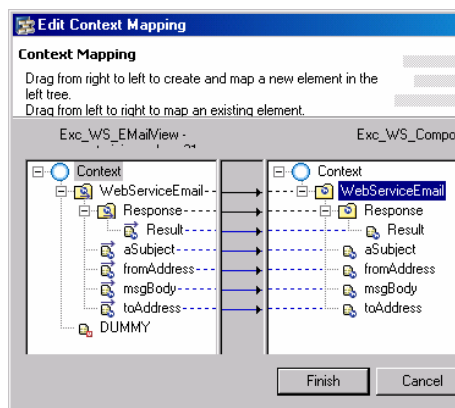 Edit Context Mapping
Context Mapping
Drag from right to left to create and map a new element in the
left tree.
Drag from left to right to map an existing element.
Exc_WS_EMailView -
Exc_WS_Compo
Context
WebServiceEmail
Response
Result
aSubject
fromAddress
msgBody
toAddress
DUMMY
Context
WebServiceEmail
Response
Result
aSubject
fromAddress
msgBody
toAddress
Finish
Cancel